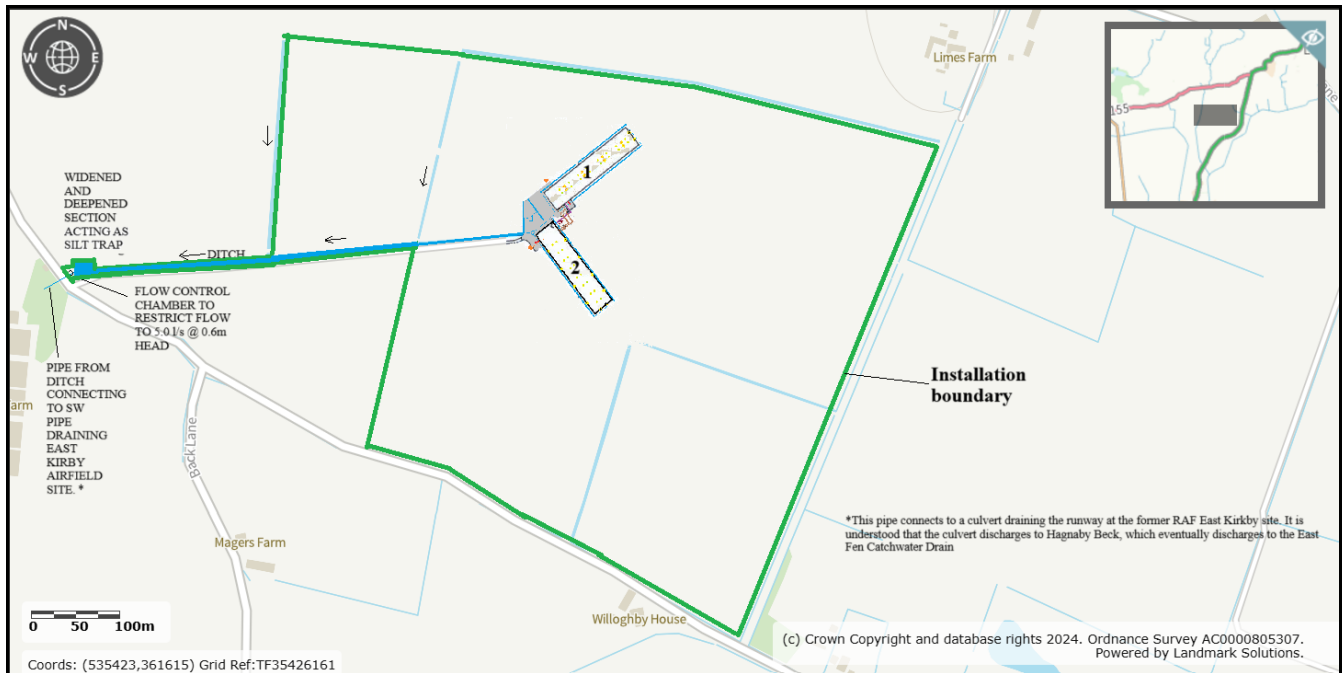 N
W
E
S
Limes Farm
155
Lane
1
2
WIDENED
AND
DEEPENED
SECTION
ACTING AS
SILT TRAP
DITCH
FLOW CONTROL
CHAMBER TO
RESTRICT FLOW
TO 5.0 l/s @ 0.6m
HEAD
PIPE FROM
DITCH
CONNECTING
TO SW
PIPE
DRAINING
EAST
KIRBY
AIRFIELD
SITE. *
arm
Back Lane
Installation
boundary
*This pipe connects to a culvert draining the runway at the former RAF East Kirkby site. It is
understood that the culvert discharges to Hagnaby Beck, which eventually discharges to the East
Fen Catchwater Drain
Magers Farm
Willoghby House
0 50 100m
(c) Crown Copyright and database rights 2024. Ordnance Survey AC0000805307.
Powered by Landmark Solutions.
Coords: (535423,361615) Grid Ref:TF35426161